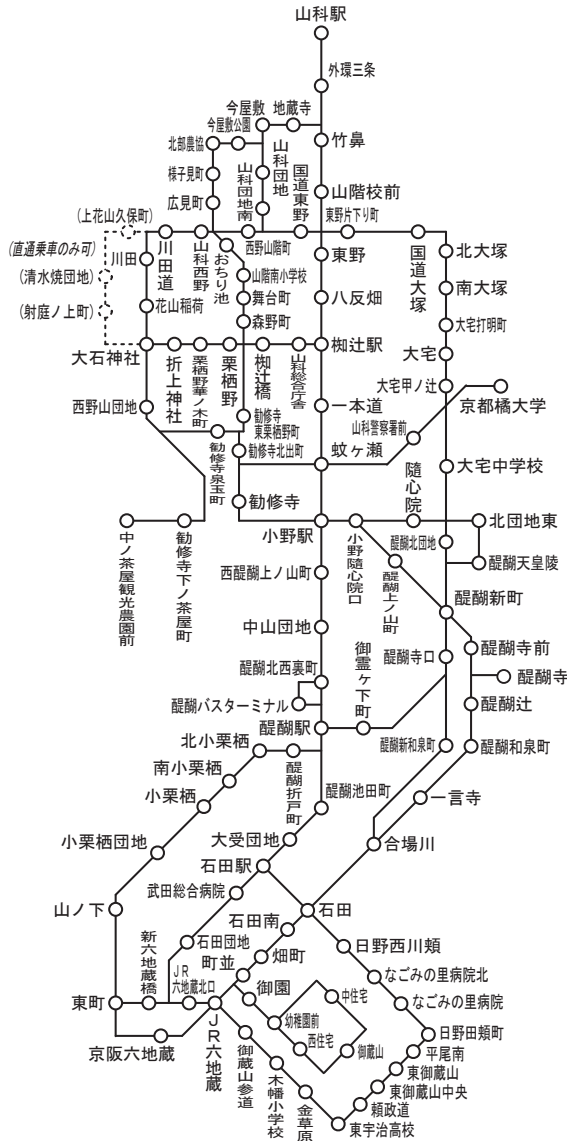 山科駅
外環三条
今屋敷
地蔵寺
今屋敷公園
北部農協
竹鼻
様子見町
山科団地
国道東野
山階校前
広見町
山科団地南
東野片下り町
(上花山久保町)
(直通乗車のみ可)
川田
川田道
山科西野
おちり池
西野山階町
東野
国道大塚
北大塚
(清水焼団地)
山階南小学校
南大塚
舞台町
八反畑
(射庭ノ上町)
花山稲荷
森野町
大宅打明町
大石神社
折上神社
栗栖野華ノ木町
栗栖野
椥辻橋
山科総合庁舎
椥辻駅
大宅
大宅甲ノ辻
京都橘大学
西野山団地
勧修寺東栗栖野町
一本道
山科警察署前
勧修寺泉玉町
勧修寺北出町
蚊ヶ瀬
隨心院
大宅中学校
勧修寺
小野駅
北団地東
中ノ茶屋観光農園前
勧修寺下ノ茶屋町
小野隨心院口
醍醐北団地
醍醐天皇陵
西醍醐上ノ山町
醍醐上ノ山町
醍醐新町
中山団地
御霊ヶ下町
醍醐寺口
醍醐寺前
醍醐北西裏町
醍醐寺
醍醐バスターミナル
醍醐辻
醍醐駅
北小栗栖
醍醐折戸町
醍醐新和泉町
醍醐和泉町
南小栗栖
小栗栖
醍醐池田町
一言寺
大受団地
小栗栖団地
合場川
石田駅
武田総合病院
山ノ下
石田
石田南
新六地蔵橋
石田団地
日野西川頬
JR六地蔵北口
町並
畑町
なごみの里病院北
御園
中住宅
東町
なごみの里病院
幼稚園前
京阪六地蔵
JR六地蔵
西住宅
御蔵山
日野田頬町
御蔵山参道
平尾南
木幡小学校
東御蔵山
東御蔵山中央
金草原
頼政道
東宇治高校